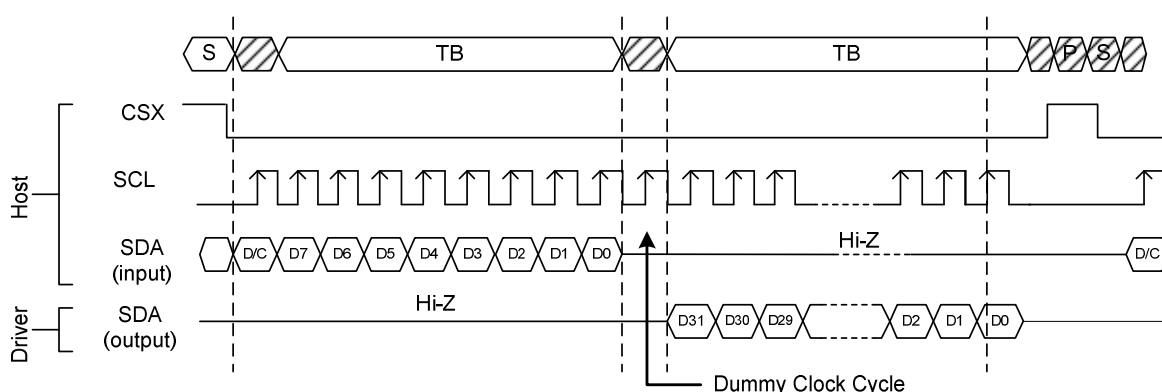 S TB TB P S
CSX
SCL
Host
SDA
(input)
D/C D7 D6 D5 D4 D3 D2 D1 D0 Hi-Z D/C
Hi-Z
Driver
SDA
(output)
D31 D30 D29 D2 D1 D0
Dummy Clock Cycle